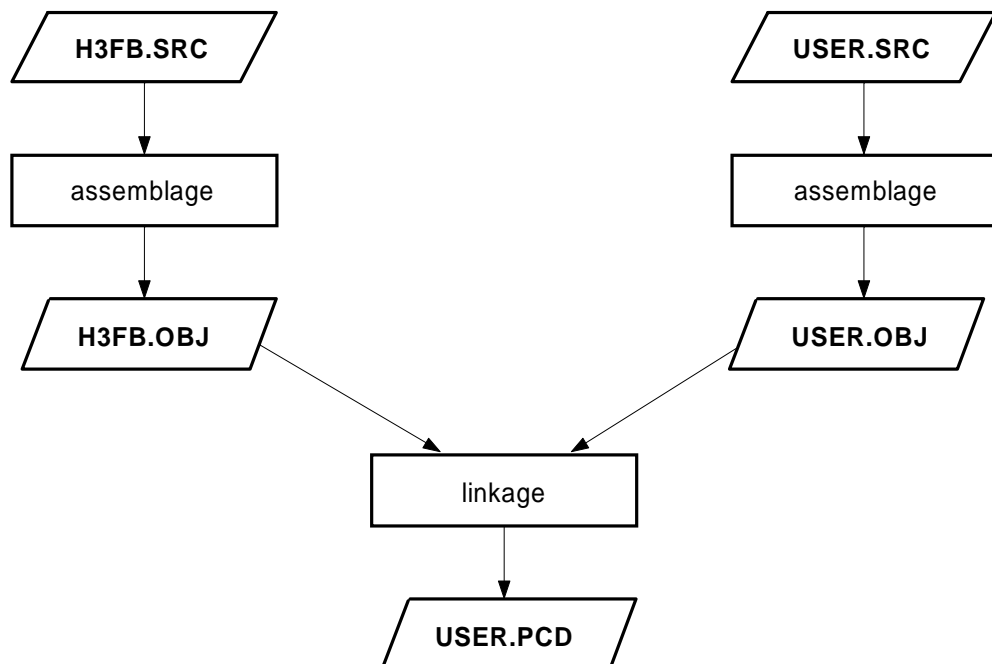 H3FB.SRC
USER.SRC
assemblage
assemblage
H3FB.OBJ
USER.OBJ
linkage
USER.PCD